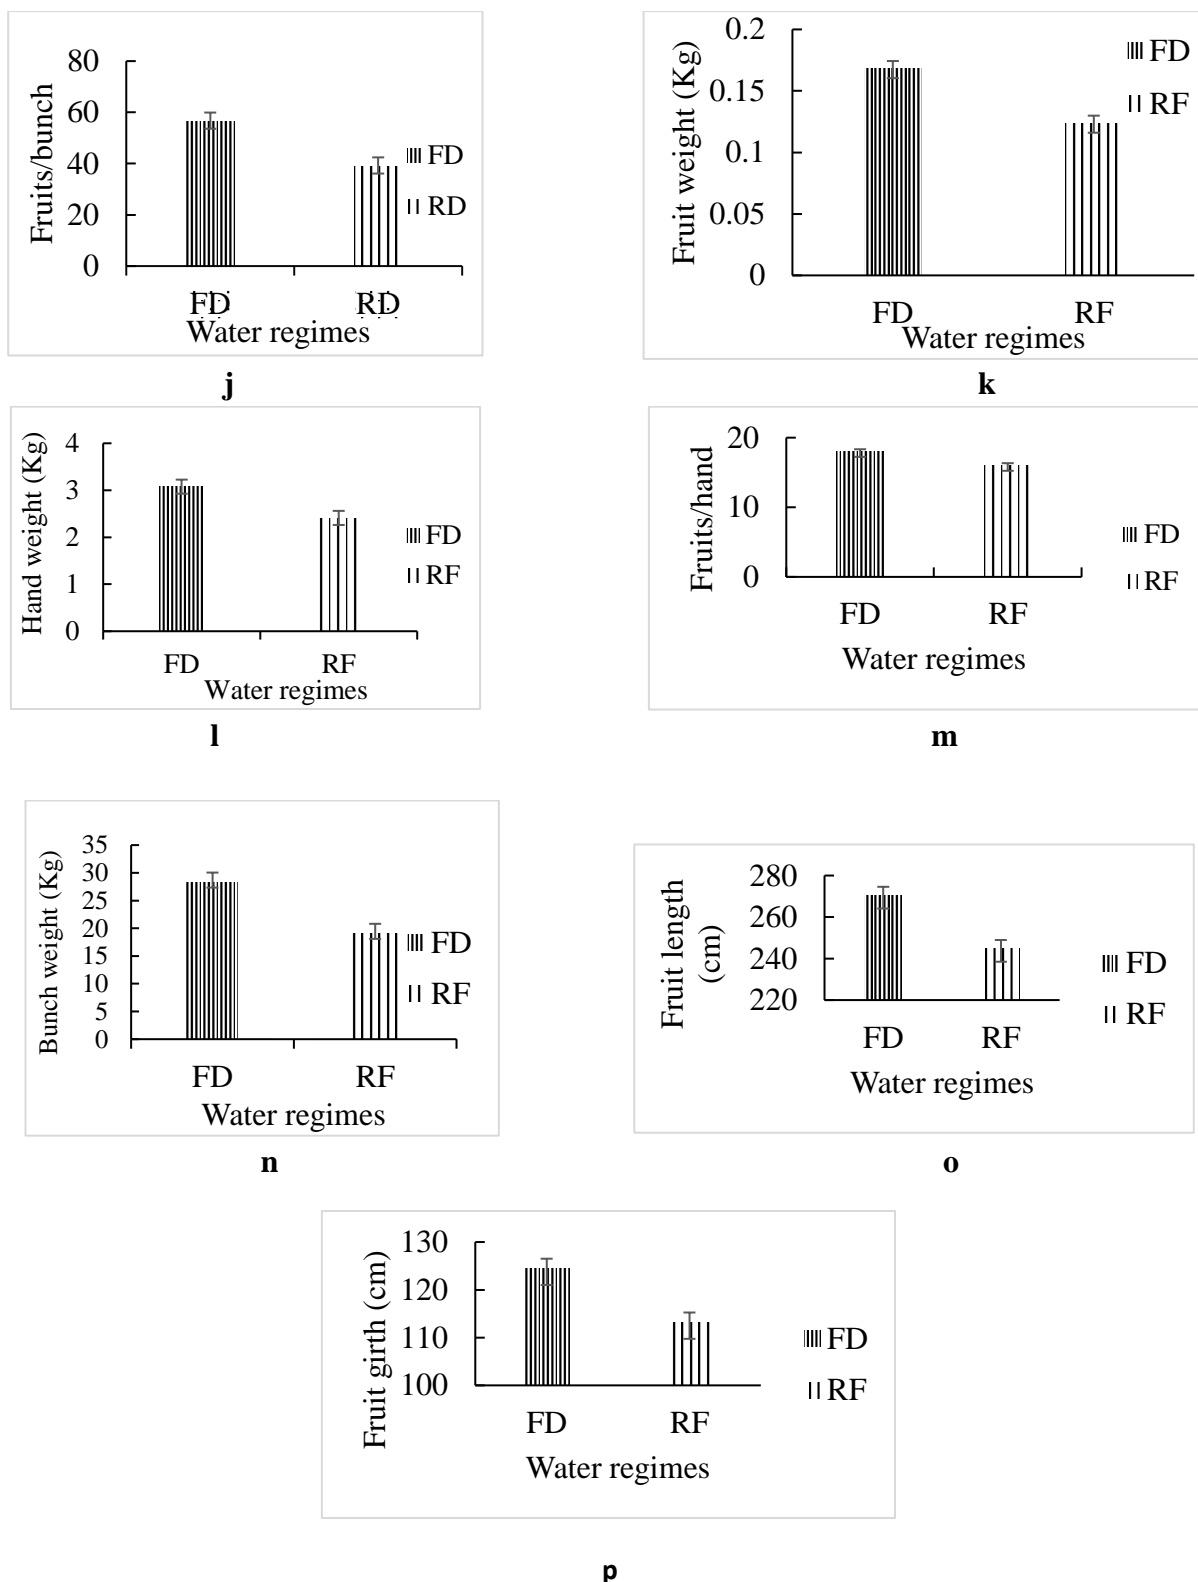 80
60
40
20
0
Fruits/bunch
FD
RD
FD
RD
Water regimes
j
0.2
0.15
0.1
0.05
0
Fruit weight (Kg)
FD
RF
FD
RF
Water regimes
k
4
3
2
1
0
Hand weight (Kg)
FD
RF
FD
RF
Water regimes
l
20
10
0
Fruits/hand
FD
RF
FD
RF
Water regimes
m
35
30
25
20
15
10
5
0
Bunch weight (Kg)
FD
RF
FD
RF
Water regimes
n
280
260
240
220
Fruit length
(cm)
FD
RF
FD
RF
Water regimes
o
130
120
110
100
Fruit girth (cm)
FD
RF
FD
RF
Water regimes
p